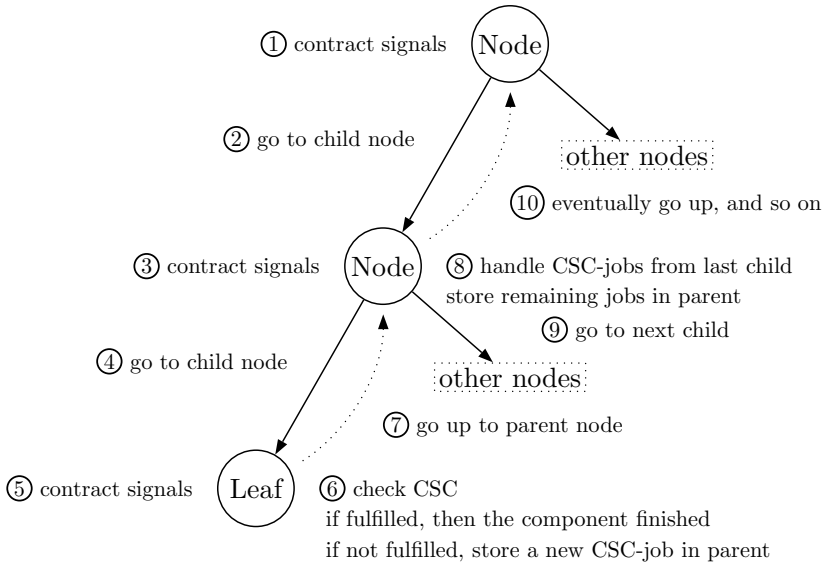 ① contract signals
Node
② go to child node
other nodes
⑩ eventually go up, and so on
③ contract signals
Node
⑧ handle CSC-jobs from last child
store remaining jobs in parent
⑨ go to next child
④ go to child node
other nodes
⑦ go up to parent node
⑤ contract signals
Leaf
⑥ check CSC
if fulfilled, then the component finished
if not fulfilled, store a new CSC-job in parent